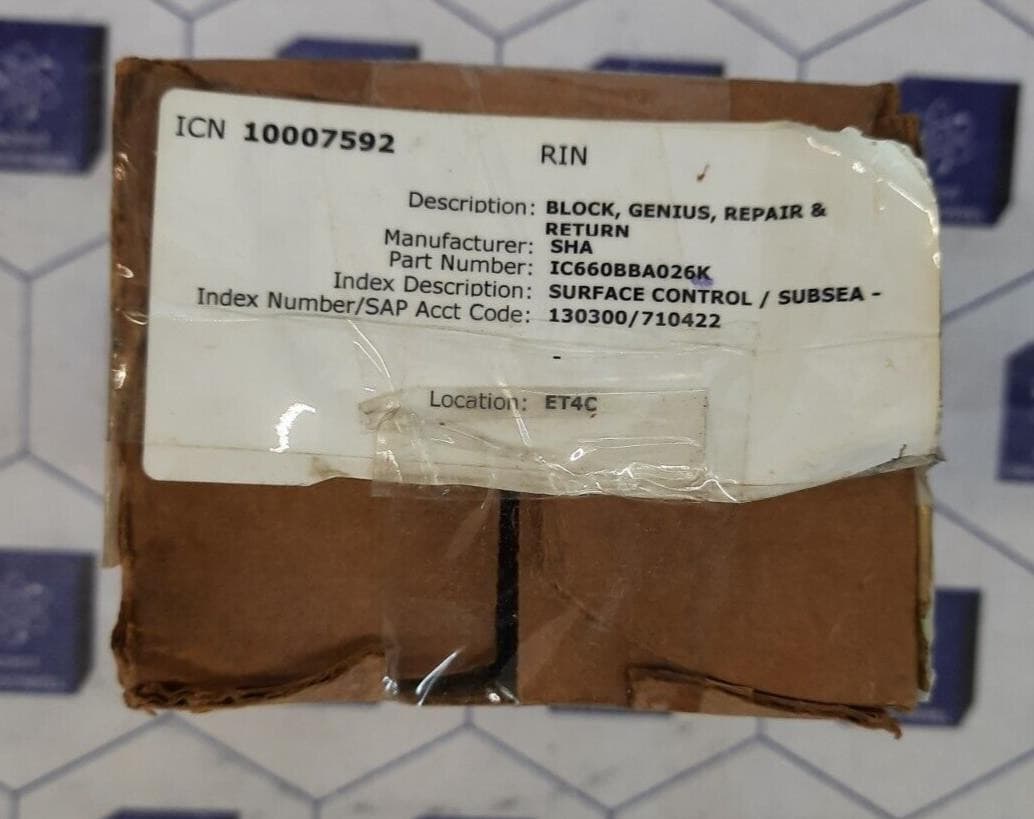 ICN 10007592
RIN
Description: BLOCK, GENIUS, REPAIR &
RETURN
Manufacturer: SHA
Part Number: IC660BBA026K
Index Description: SURFACE CONTROL / SUBSEA -
Index Number/SAP Acct Code: 130300/710422
-
Location: ET4C